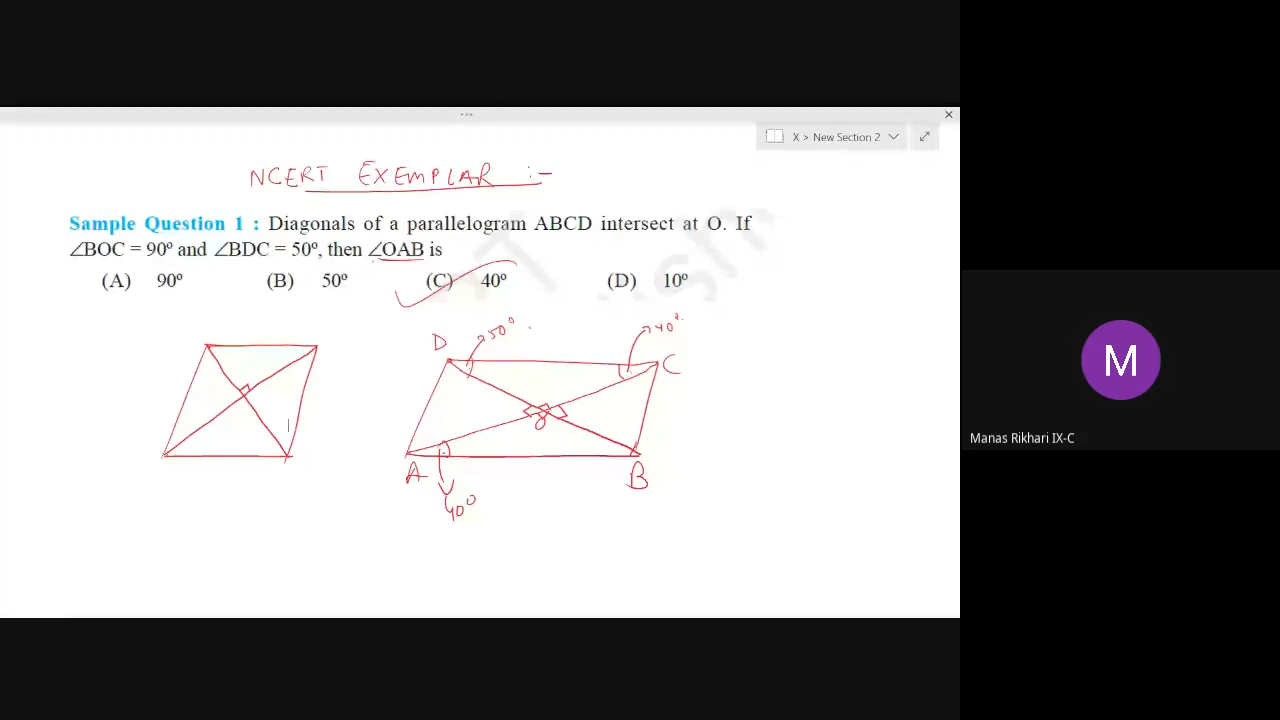 X > New Section 2
NCERT EXEMPLAR :-
Sample Question 1 : Diagonals of a parallelogram ABCD intersect at O. If
∠BOC = 90º and ∠BDC = 50º, then ∠OAB is
(A) 90º (B) 50º (C) 40º (D) 10º
D 50° 40° C
O
A B
40°
M
Manas Rikhari IX-C